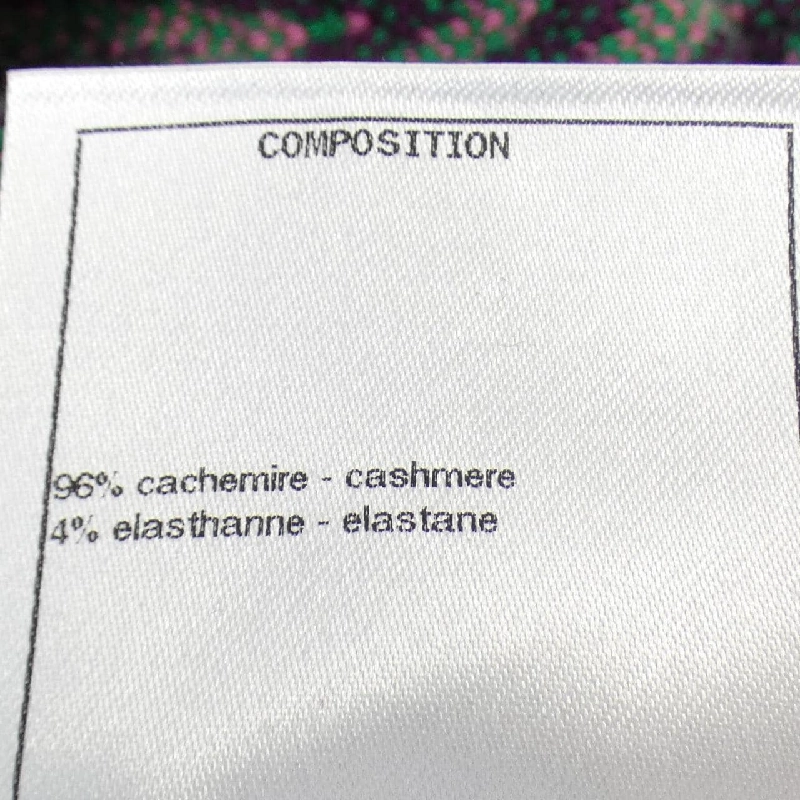 COMPOSITION
96% cachemire - cashmere
4% elasthanne - elastane